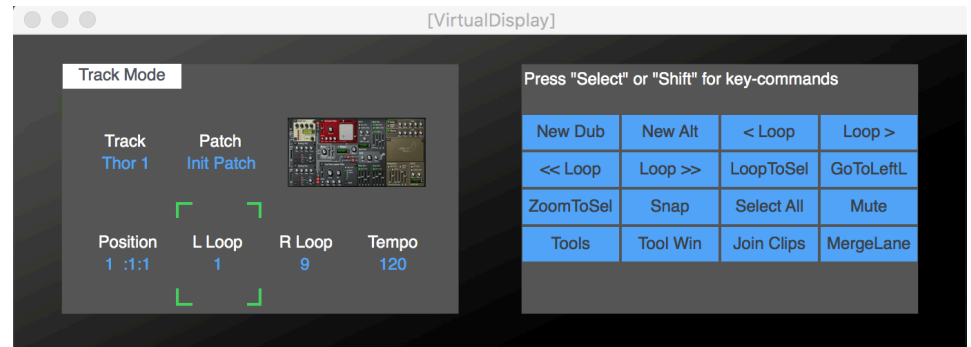 [VirtualDisplay]
Track Mode
Track Patch
Thor 1 Init Patch
Position L Loop R Loop Tempo
1 :1:1 1 9 120
Press "Select" or "Shift" for key-commands
New Dub New Alt < Loop Loop >
<< Loop Loop >> LoopToSel GoToLeftL
ZoomToSel Snap Select All Mute
Tools Tool Win Join Clips MergeLane